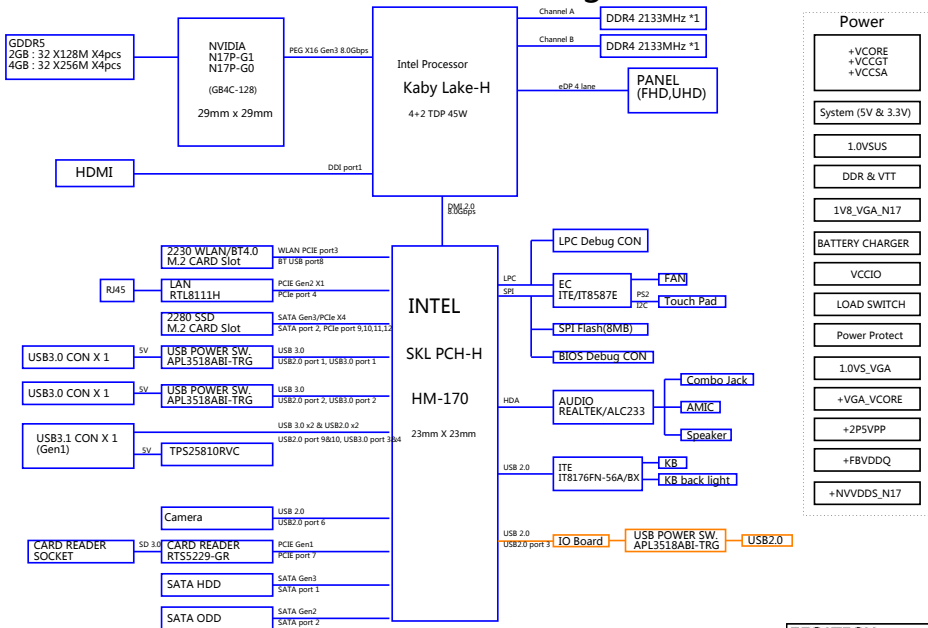 Channel A
DDR4 2133MHz *1
Channel B
DDR4 2133MHz *1
GDDR5
2GB : 32 X128M X4pcs
4GB : 32 X256M X4pcs
NVIDIA
N17P-G1
N17P-G0
(GB4C-128)
29mm x 29mm
PEG X16 Gen3 8.0Gbps
Intel Processor
Kaby Lake-H
4+2 TDP 45W
eDP 4 lane
PANEL
(FHD,UHD)
HDMI
DDI port1
DMI 2.0
8.0Gbps
2230 WLAN/BT4.0
M.2 CARD Slot
WLAN PCIE port3
BT USB port8
RJ45
LAN
RTL8111H
PCIE Gen2 X1
PCIe port 4
2280 SSD
M.2 CARD Slot
SATA Gen3/PCIe X4
SATA port 2, PCIe port 9,10,11,12
USB3.0 CON X 1
5V
USB POWER SW.
APL3518ABI-TRG
USB 3.0
USB2.0 port 1, USB3.0 port 1
USB3.0 CON X 1
5V
USB POWER SW.
APL3518ABI-TRG
USB 3.0
USB2.0 port 2, USB3.0 port 2
USB3.1 CON X 1
(Gen1)
5V
TPS25810RVC
USB 3.0 x2 & USB2.0 x2
USB2.0 port 9&10, USB3.0 port 3&4
Camera
USB 2.0
USB2.0 port 6
CARD READER
SOCKET
SD 3.0
CARD READER
RTS5229-GR
PCIE Gen1
PCIE port 7
SATA HDD
SATA Gen3
SATA port 1
SATA ODD
SATA Gen2
SATA port 2
INTEL
SKL PCH-H
HM-170
23mm X 23mm
LPC
SPI
LPC Debug CON
EC
ITE/IT8587E
FAN
PS2
I2C
Touch Pad
SPI Flash(8MB)
BIOS Debug CON
HDA
AUDIO
REALTEK/ALC233
Combo Jack
AMIC
Speaker
USB 2.0
ITE
IT8176FN-56A/BX
KB
KB back light
USB 2.0
USB2.0 port 3
IO Board
USB POWER SW.
APL3518ABI-TRG
USB2.0
Power
+VCORE
+VCCGT
+VCCSA
System (5V & 3.3V)
1.0VSUS
DDR & VTT
1V8_VGA_N17
BATTERY CHARGER
VCCIO
LOAD SWITCH
Power Protect
1.0VS_VGA
+VGA_VCORE
+2P5VPP
+FBVDDQ
+NVVDDS_N17